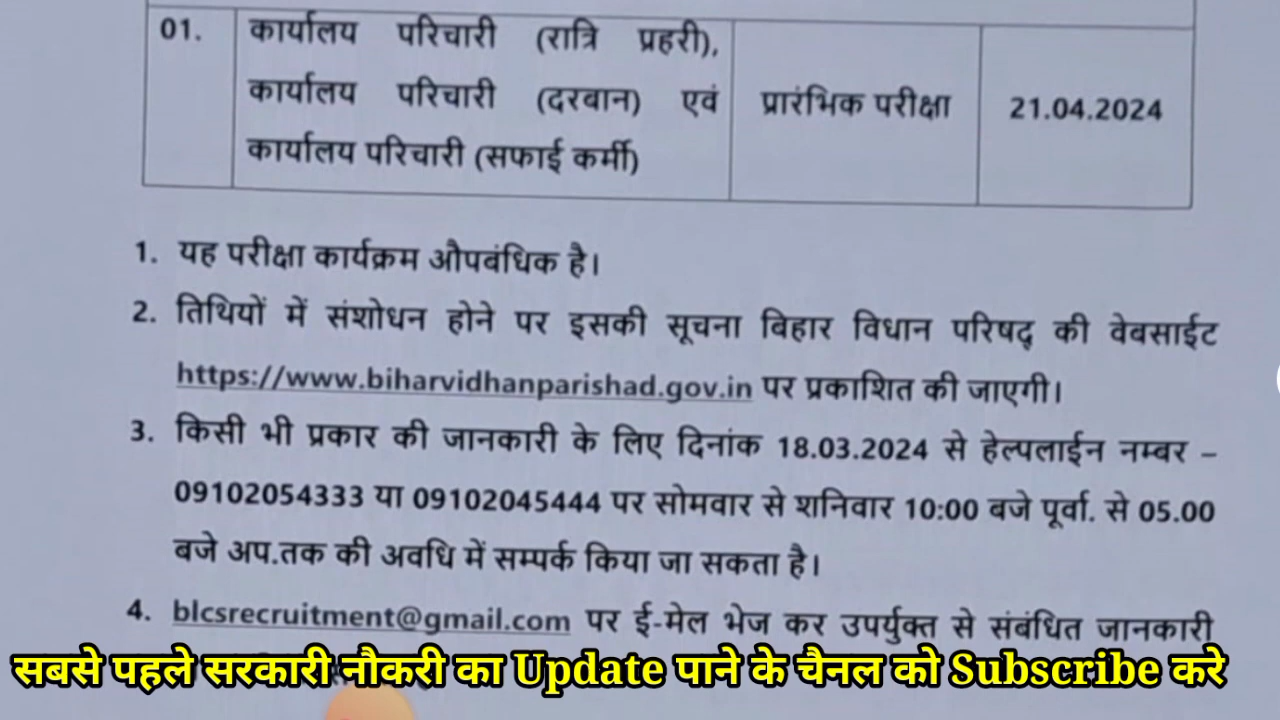 01.
कार्यालय परिचारी (रात्रि प्रहरी),
कार्यालय परिचारी (दरबान) एवं
कार्यालय परिचारी (सफाई कर्मी)
प्रारंभिक परीक्षा
21.04.2024
1. यह परीक्षा कार्यक्रम औपबंधिक है।
2. तिथियों में संशोधन होने पर इसकी सूचना बिहार विधान परिषद् की वेबसाईट
https://www.biharvidhanparishad.gov.in पर प्रकाशित की जाएगी।
3. किसी भी प्रकार की जानकारी के लिए दिनांक 18.03.2024 से हेल्पलाईन नम्बर –
09102054333 या 09102045444 पर सोमवार से शनिवार 10:00 बजे पूर्वा. से 05.00
बजे अप.तक की अवधि में सम्पर्क किया जा सकता है।
4. blcsrecruitment@gmail.com पर ई-मेल भेज कर उपर्युक्त से संबंधित जानकारी
सबसे पहले सरकारी नौकरी का Update पाने के चैनल को Subscribe करे